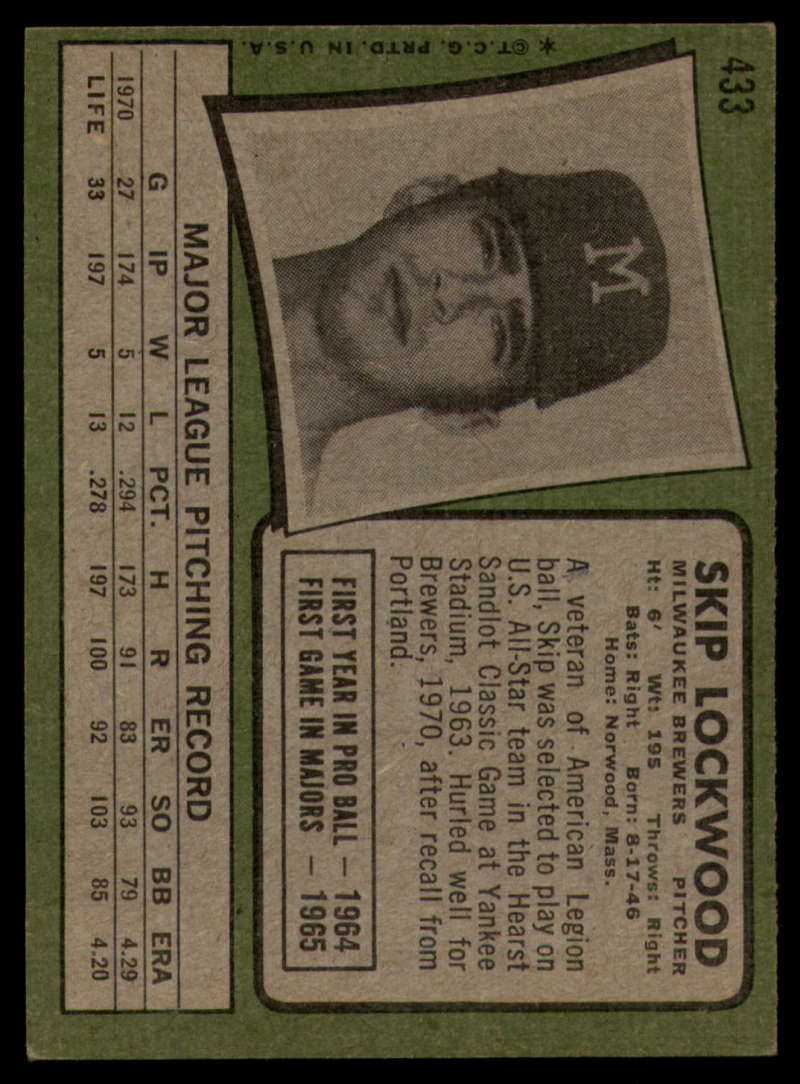 433
✶ ©T.C.G. PRTD. IN U.S.A.
M
SKIP LOCKWOOD
MILWAUKEE BREWERS PITCHER
Ht: 6' Wt: 195 Throws: Right
Bats: Right Born: 8-17-46
Home: Norwood, Mass.
A veteran of American Legion
ball, Skip was selected to play on
U.S. All-Star team in the Hearst
Sandlot Classic Game at Yankee
Stadium, 1963. Hurled well for
Brewers, 1970, after recall from
Portland.
FIRST YEAR IN PRO BALL — 1964
FIRST GAME IN MAJORS — 1965
MAJOR LEAGUE PITCHING RECORD
G IP W L PCT. H R ER SO BB ERA
1970 27 174 5 12 .294 173 91 83 93 79 4.29
LIFE 33 197 5 13 .278 197 100 92 103 85 4.20